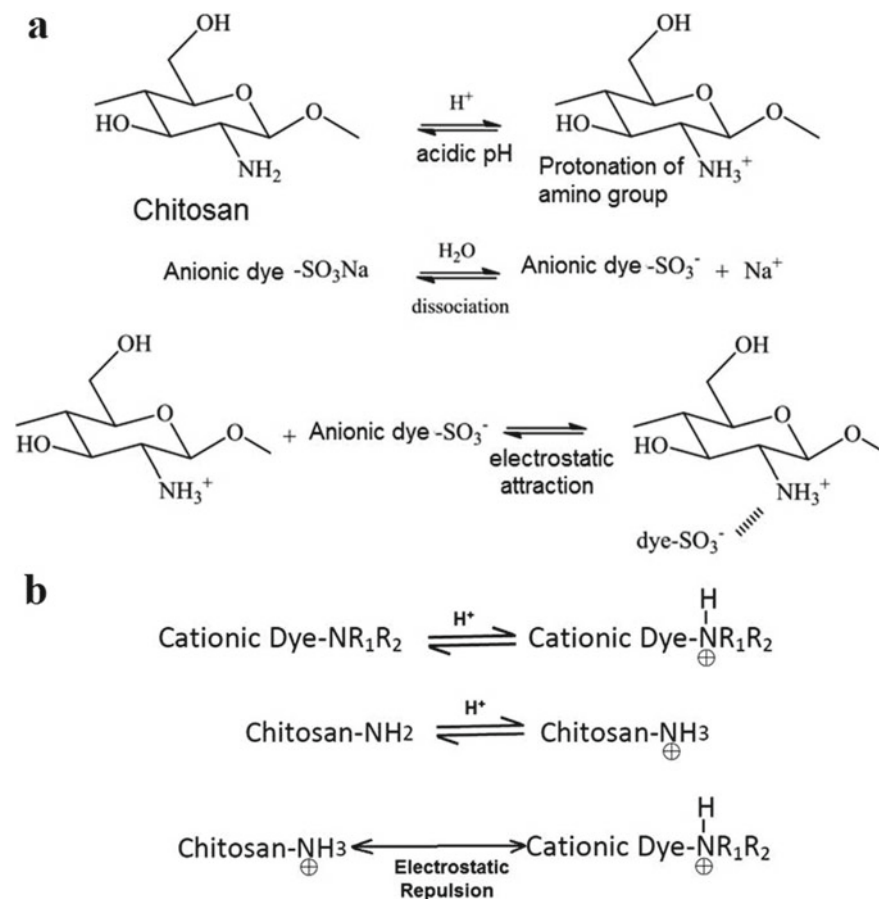 a
OH
O
HO
O
NH₂
Chitosan
H⁺
acidic pH
OH
O
HO
O
NH₃⁺
Protonation of
amino group
Anionic dye -SO₃Na
H₂O
dissociation
Anionic dye -SO₃⁻ + Na⁺
OH
O
HO
O
NH₃⁺
+ Anionic dye -SO₃⁻
electrostatic
attraction
OH
O
HO
O
NH₃⁺
dye-SO₃⁻
b
Cationic Dye-NR₁R₂
H⁺
H
Cationic Dye-NR₁R₂
⊕
Chitosan-NH2
H⁺
Chitosan-NH3
⊕
Chitosan-NH3
⊕
Electrostatic
Repulsion
H
Cationic Dye-NR₁R₂
⊕